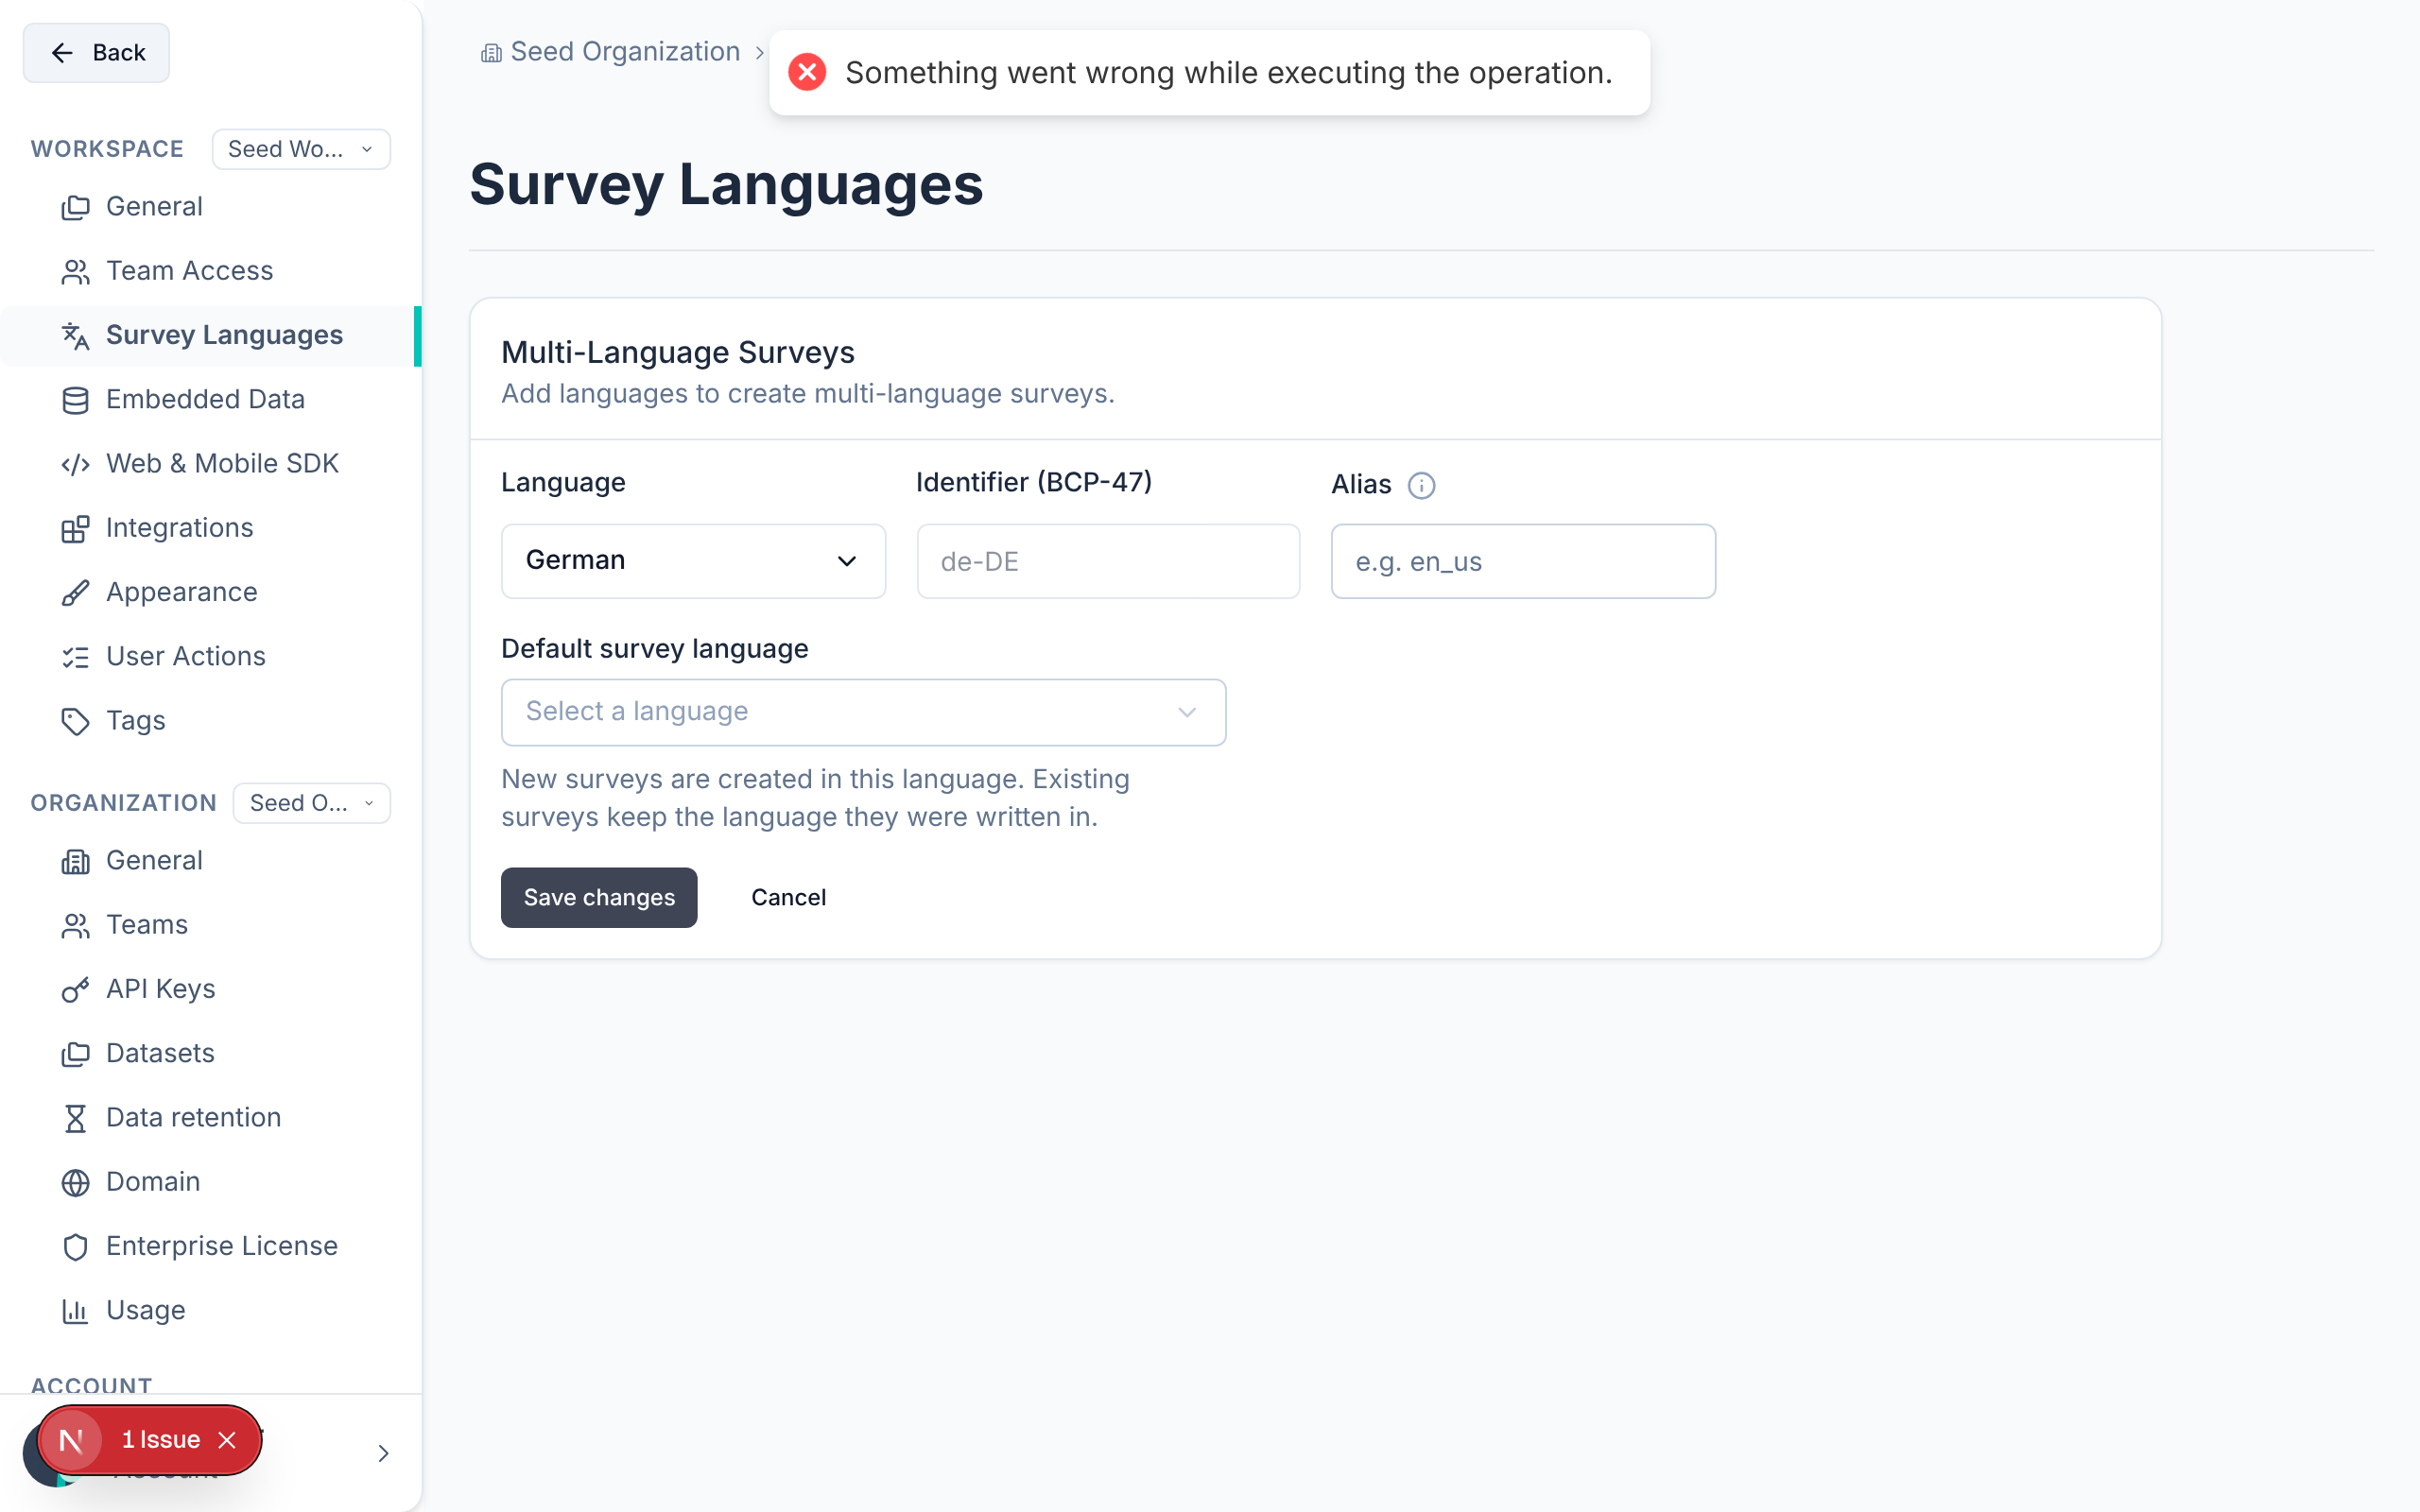 Back
WORKSPACE
Seed Wo...
General
Team Access
Survey Languages
Embedded Data
Web & Mobile SDK
Integrations
Appearance
User Actions
Tags
ORGANIZATION
Seed O...
General
Teams
API Keys
Datasets
Data retention
Domain
Enterprise License
Usage
ACCOUNT
N
1 Issue
Account
Seed Organization
Something went wrong while executing the operation.
Survey Languages
Multi-Language Surveys
Add languages to create multi-language surveys.
Language
Identifier (BCP-47)
Alias
German
de-DE
e.g. en_us
Default survey language
Select a language
New surveys are created in this language. Existing
surveys keep the language they were written in.
Save changes
Cancel